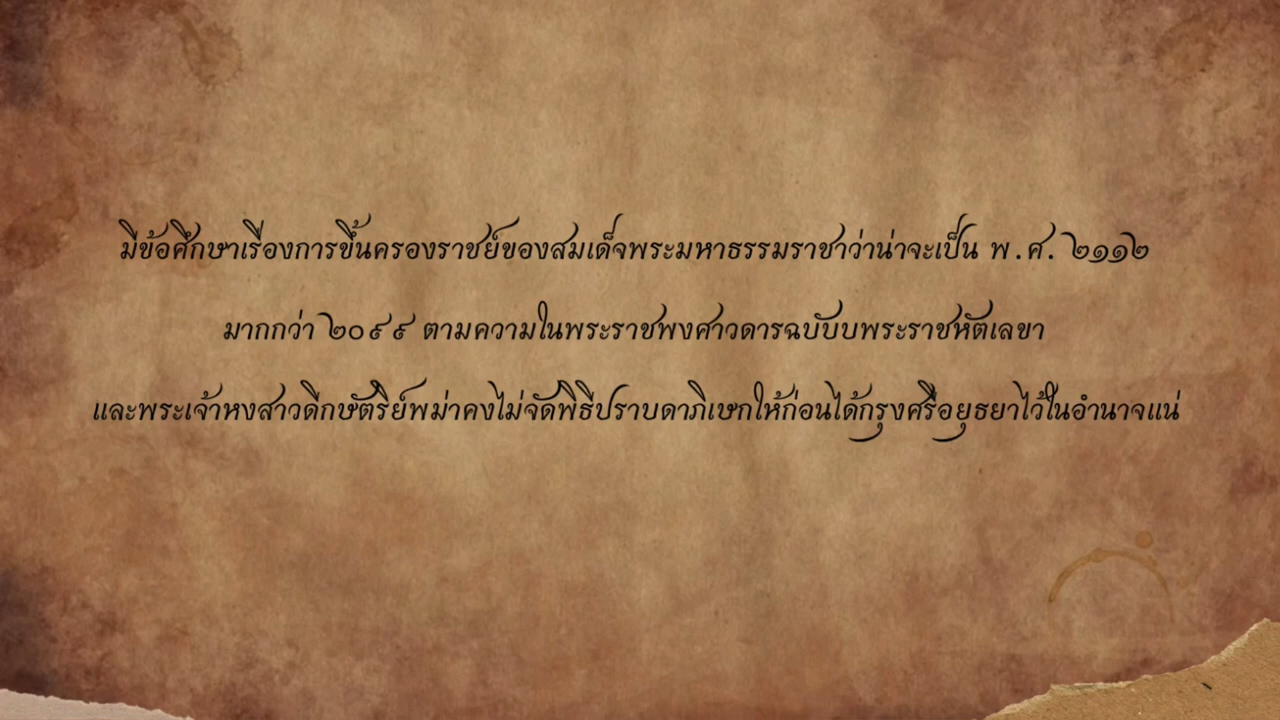 มีข้อศึกษาเรื่องการขึ้นครองราชย์ของสมเด็จพระมหาธรรมราชาว่าน่าจะเป็น พ.ศ. ๒๑๑๒
มากกว่า ๒๐๙๙ ตามความในพระราชพงศาวดารฉบับบพระราชหัตเลขา
และพระเจ้าหงสาวดีกษัตริย์พม่าคงไม่จัดพิธีปราบดาภิเษกให้ก่อนได้กรุงศรีอยุธยาไว้ในอำนาจแน่